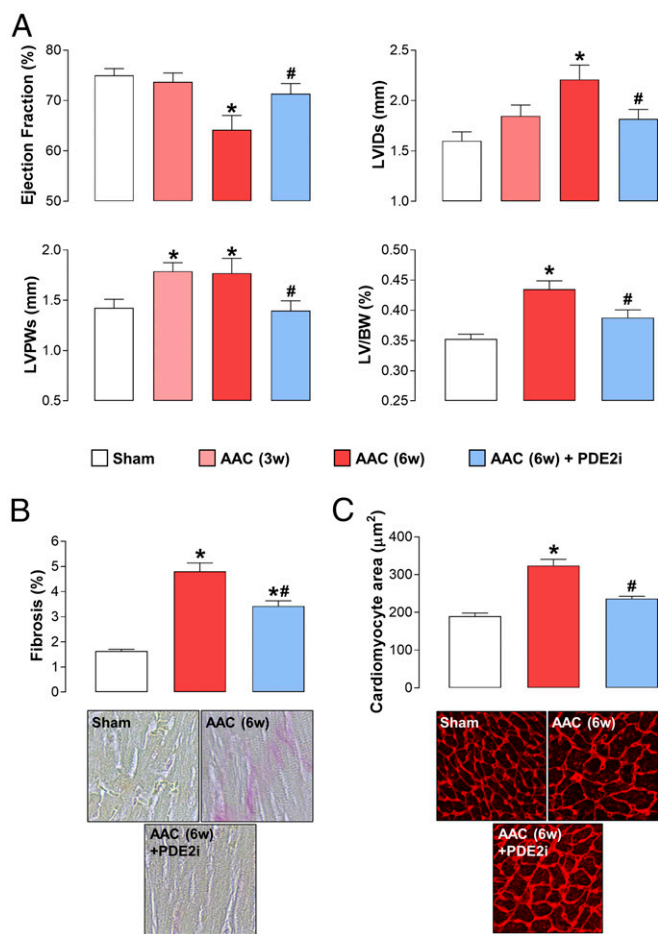 A
Ejection Fraction (%)
80
70
60
50
*
#
LVIDs (mm)
2.5
2.0
1.5
1.0
*
#
LVPWs (mm)
2.0
1.5
1.0
0.5
*
*
#
LV/BW (%)
0.50
0.45
0.40
0.35
0.30
0.25
*
#
Sham
AAC (3w)
AAC (6w)
AAC (6w) + PDE2i
B
Fibrosis (%)
6
5
4
3
2
1
0
*
*#
Sham
AAC (6w)
AAC (6w)
+PDE2i
C
Cardiomyocyte area (μm²)
400
300
200
100
0
*
#
Sham
AAC (6w)
AAC (6w)
+PDE2i